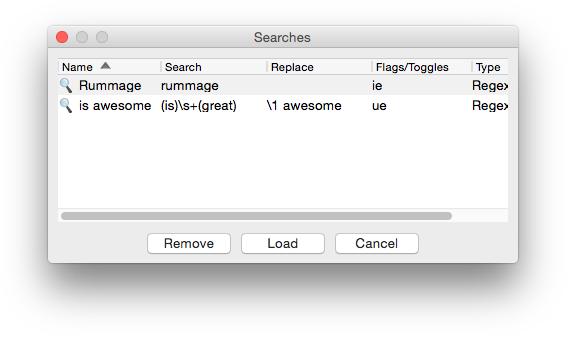 Searches
Name Search Replace Flags/Toggles Type
Rummage rummage ie Regex
is awesome (is)\s+(great) \1 awesome ue Regex
Remove Load Cancel